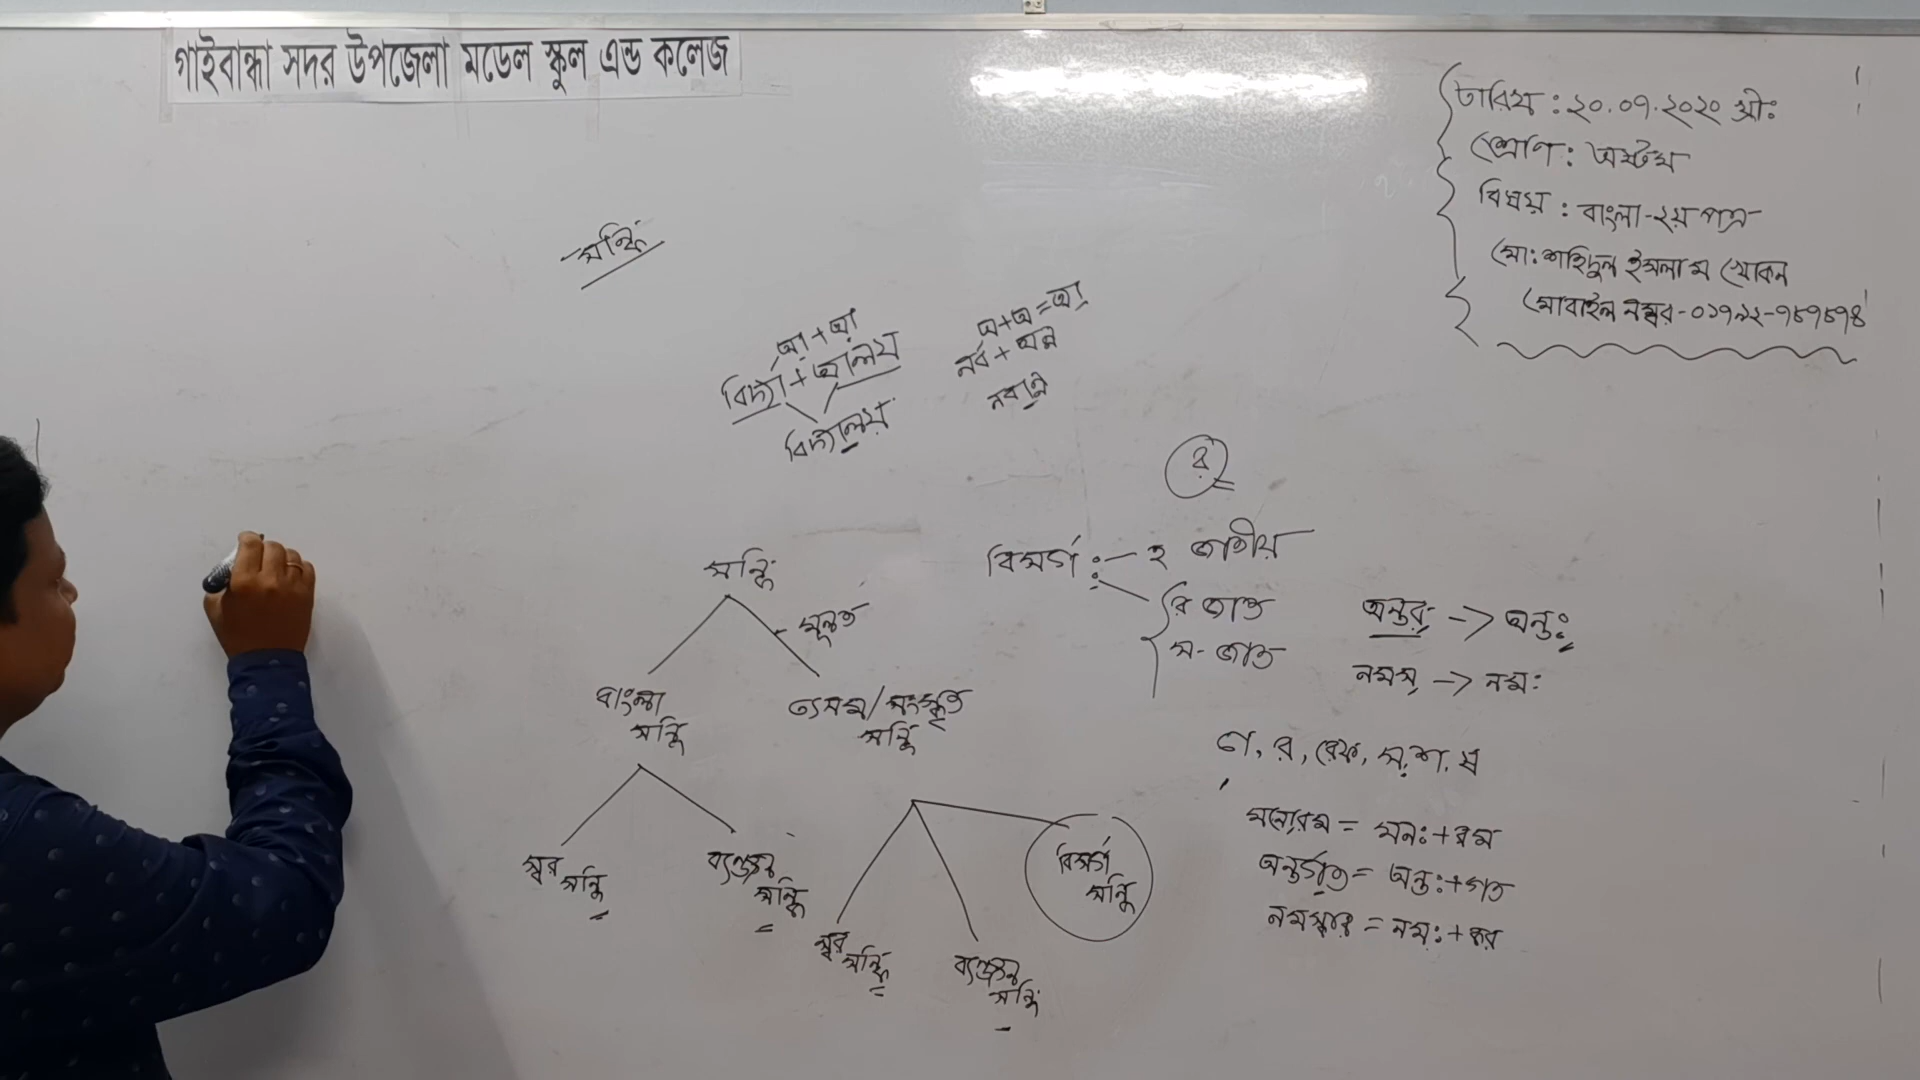 গাইবান্ধা সদর উপজেলা মডেল স্কুল এন্ড কলেজ
তারিখ : ২০.০৭.২০২০ খ্রীঃ
শ্রেণি : অষ্টম
বিষয় : বাংলা-২য় পত্র
মো: শহিদুল ইসলাম খোকন
মোবাইল নম্বর-০১৭৯২-৭৮৭৮৭৪
সন্ধি
আ + আ
বিদ্যা + আলয়
বিদ্যালয়
অ+অ = আ
নব + অন্ন
নবান্ন
র
সন্ধি
মূলত
বাংলা
সন্ধি
তৎসম/সংস্কৃত
সন্ধি
স্বর
সন্ধি
ব্যঞ্জন
সন্ধি
স্বর
সন্ধি
ব্যঞ্জন
সন্ধি
বিসর্গ
সন্ধি
বিসর্গ : – ২ জাতীয়
র জাত
স- জাত
অন্তর -> অন্তঃ
নমস -> নমঃ
ণ, র, রেফ, স, শ, ষ
মনোরম = মনঃ + রম
অন্তর্গত = অন্তঃ + গত
নমস্কার = নমঃ + কার